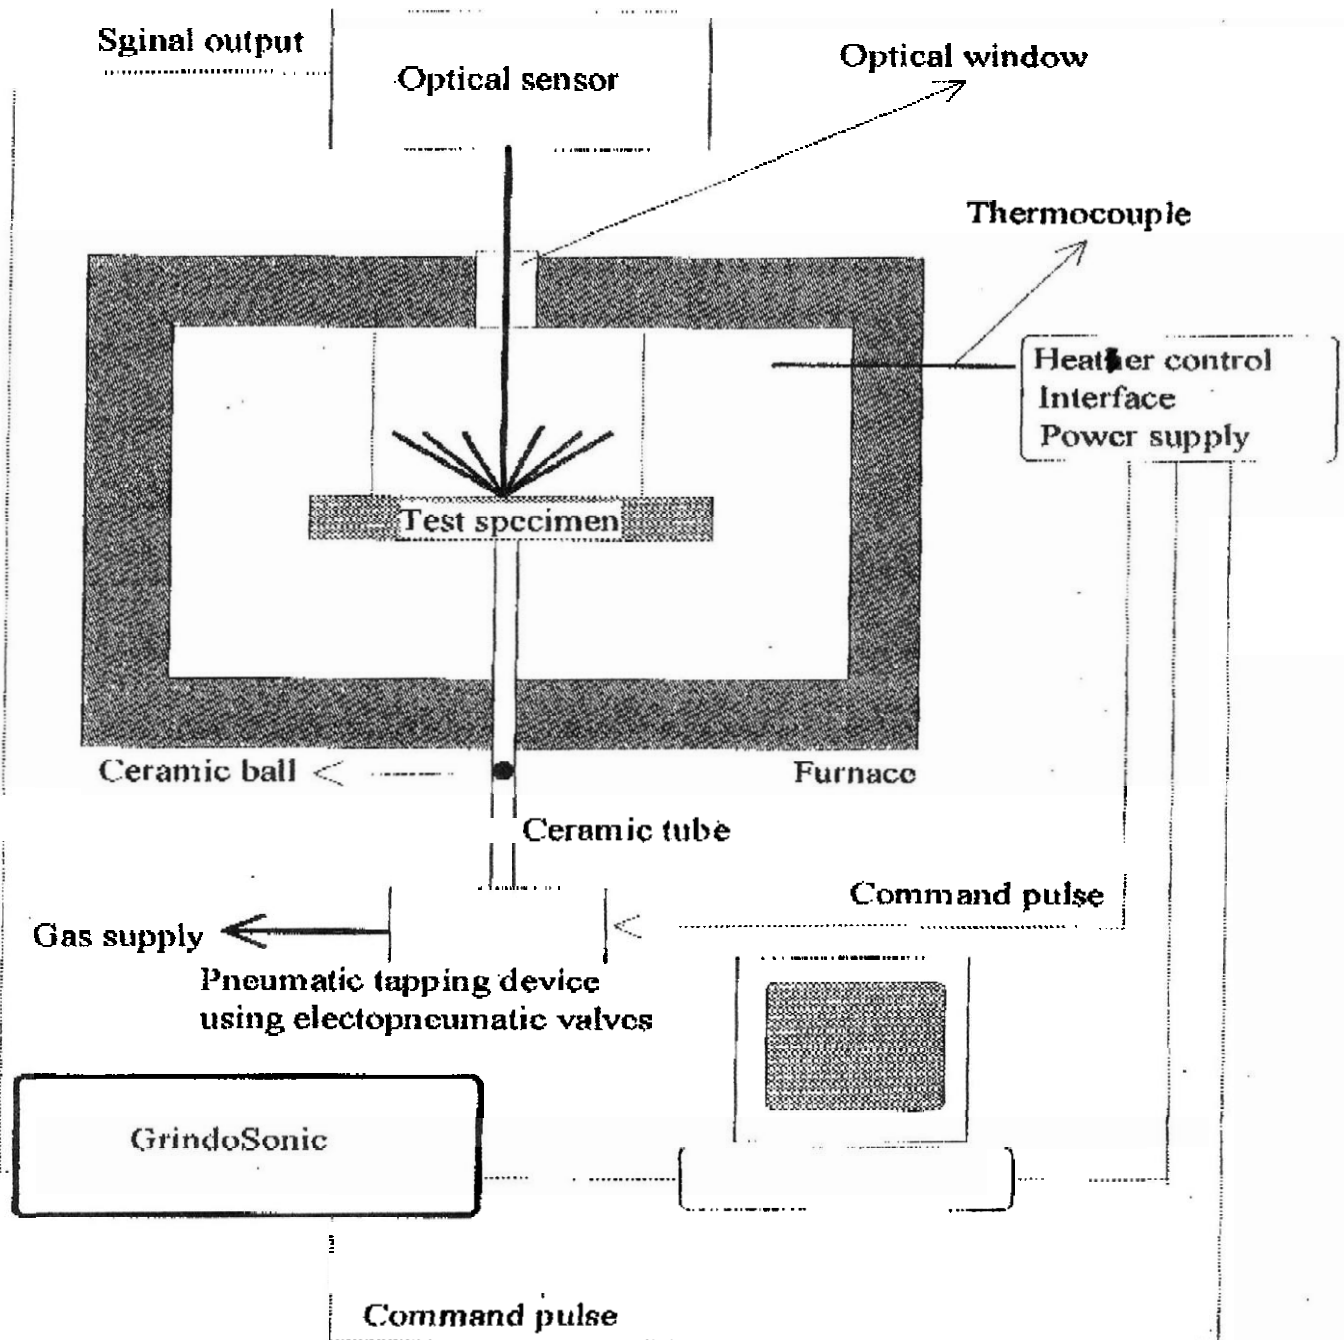 Sginal output
Optical sensor
Optical window
Thermocouple
Heather control
Interface
Power supply
Test specimen
Ceramic ball
Furnace
Ceramic tube
Command pulse
Gas supply
Pneumatic tapping device
using electopneumatic valves
GrindoSonic
Command pulse